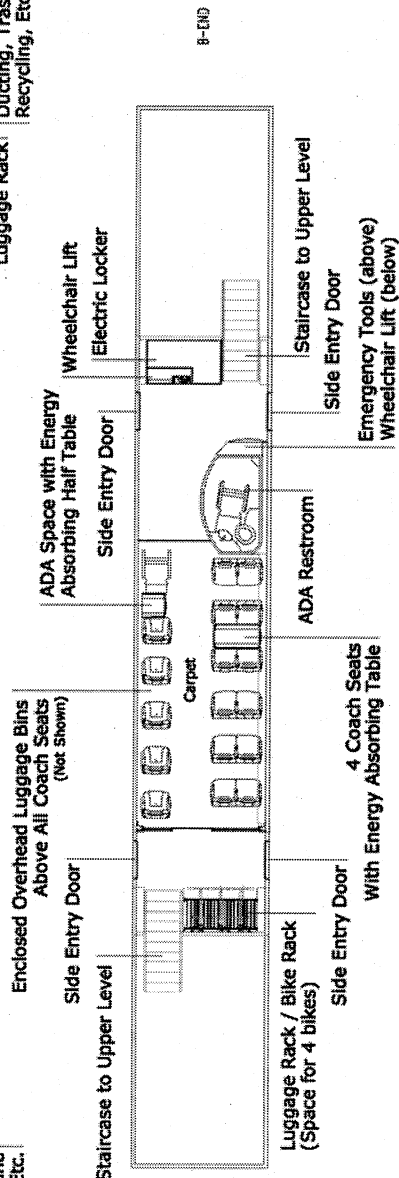 Etc.
Luggage Rack
Ducting, Tras
Recycling, Etc
B-END
Enclosed Overhead Luggage Bins
Above All Coach Seats
(Not Shown)
ADA Space with Energy
Absorbing Half Table
Side Entry Door
Side Entry Door
Wheelchair Lift
Electric Locker
Staircase to Upper Level
Carpet
Luggage Rack / Bike Rack
(Space for 4 bikes)
Side Entry Door
4 Coach Seats
With Energy Absorbing Table
ADA Restroom
Emergency Tools (above)
Wheelchair Lift (below)
Side Entry Door
Staircase to Upper Level